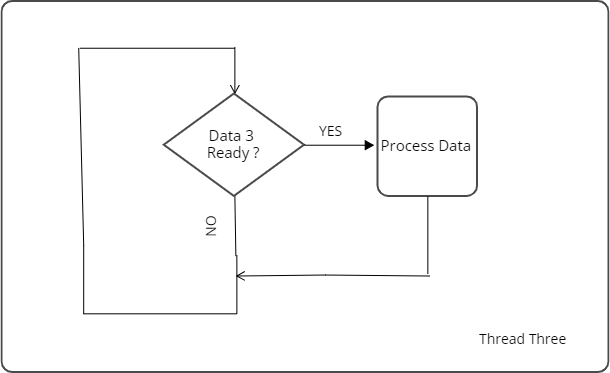 Data 3
Ready ?
YES
Process Data
NO
Thread Three